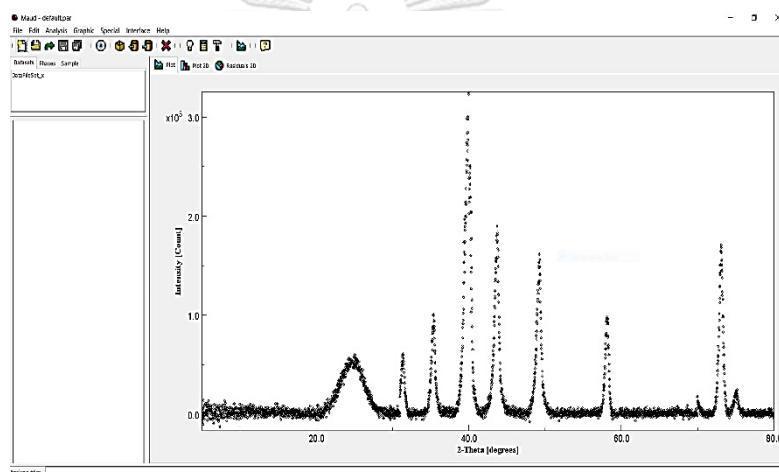 Maud - default.par
File Edit Analysis Graphic Special Interface Help
Datasets Phases Sample
DataFileSet_x
Plot Plot 2D Residuals 2D
x10⁵ 3.0
2.0
1.0
0.0
Intensity [Count]
20.0 40.0 60.0 80.0
2-Theta [degrees]